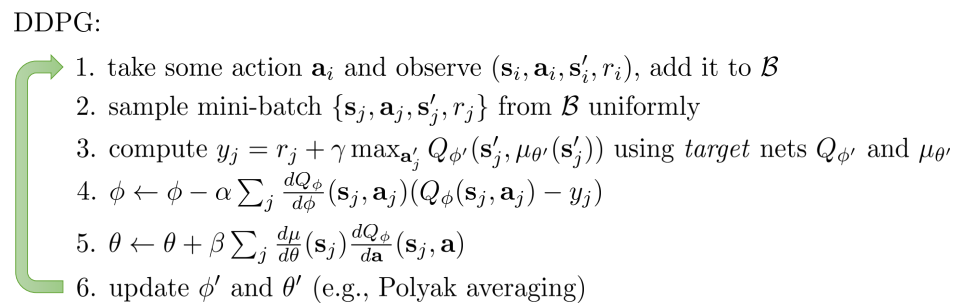 DDPG:
1. take some action $\mathbf{a}_i$ and observe $(\mathbf{s}_i, \mathbf{a}_i, \mathbf{s}'_i, r_i)$, add it to $\mathcal{B}$
2. sample mini-batch $\{\mathbf{s}_j, \mathbf{a}_j, \mathbf{s}'_j, r_j\}$ from $\mathcal{B}$ uniformly
3. compute $y_j = r_j + \gamma \max_{\mathbf{a}'_j} Q_{\phi'}(\mathbf{s}'_j, \mu_{\theta'}(\mathbf{s}'_j))$ using target nets $Q_{\phi'}$ and $\mu_{\theta'}$
4. $\phi \leftarrow \phi - \alpha \sum_j \frac{dQ_\phi}{d\phi}(\mathbf{s}_j, \mathbf{a}_j)(Q_\phi(\mathbf{s}_j, \mathbf{a}_j) - y_j)$
5. $\theta \leftarrow \theta + \beta \sum_j \frac{d\mu}{d\theta}(\mathbf{s}_j) \frac{dQ_\phi}{d\mathbf{a}}(\mathbf{s}_j, \mathbf{a})$
6. update $\phi'$ and $\theta'$ (e.g., Polyak averaging)